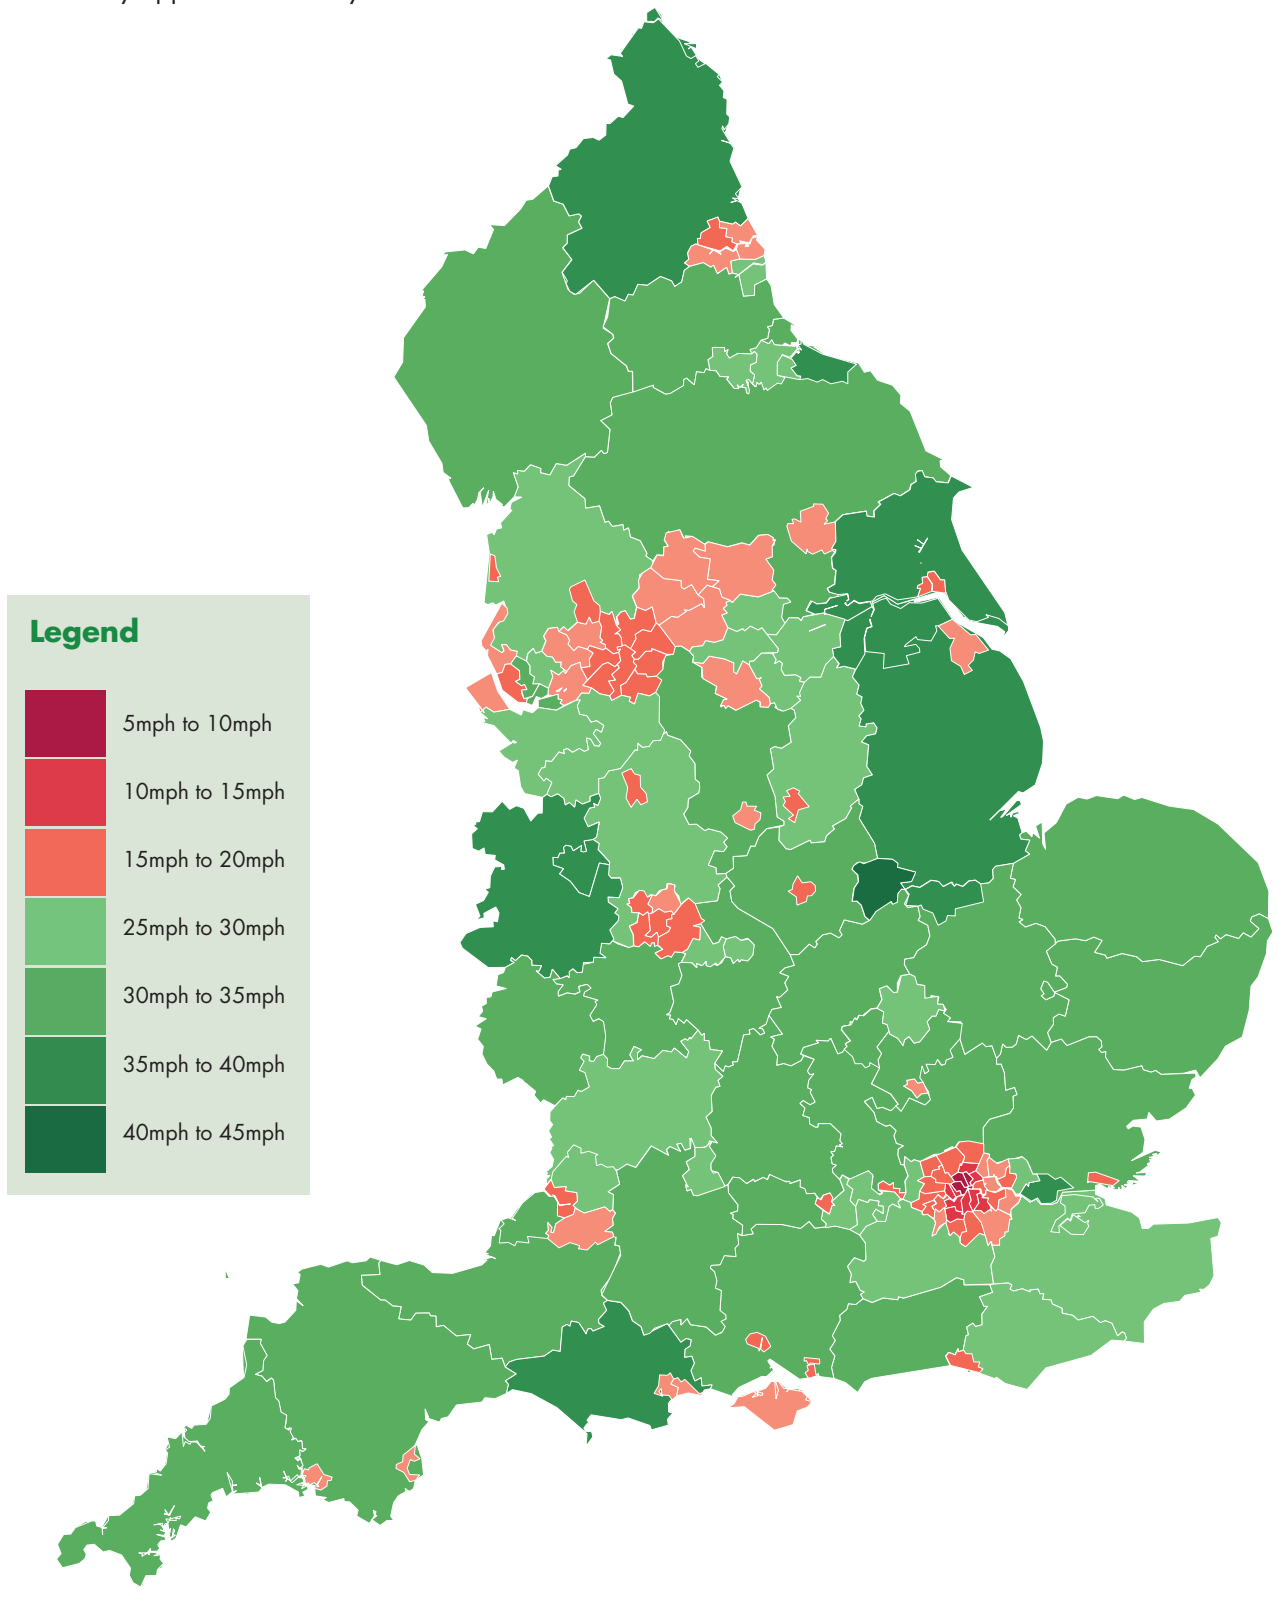 Legend
5mph to 10mph
10mph to 15mph
15mph to 20mph
25mph to 30mph
30mph to 35mph
35mph to 40mph
40mph to 45mph